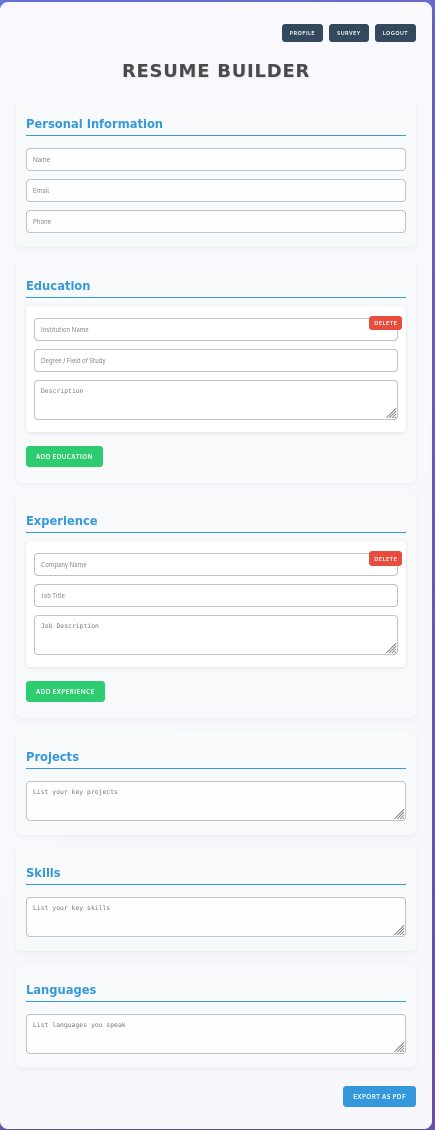 PROFILE SURVEY LOGOUT
RESUME BUILDER
Personal Information
Name
Email
Phone
Education
DELETE
Institution Name
Degree / Field of Study
Description
ADD EDUCATION
Experience
DELETE
Company Name
Job Title
Job Description
ADD EXPERIENCE
Projects
List your key projects
Skills
List your key skills
Languages
List languages you speak
EXPORT AS PDF